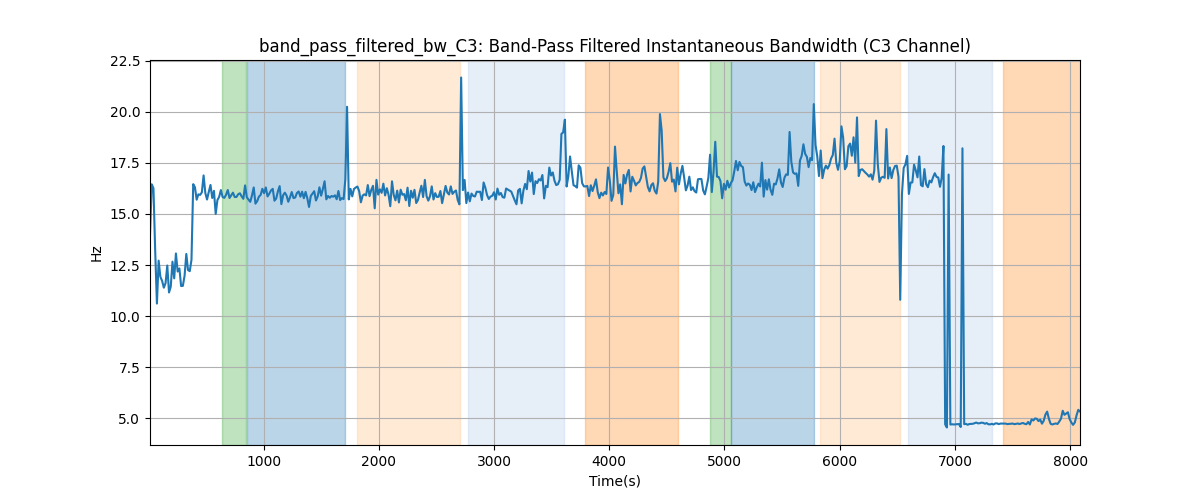 band_pass_filtered_bw_C3: Band-Pass Filtered Instantaneous Bandwidth (C3 Channel)
22.5
20.0
17.5
15.0
12.5
10.0
7.5
5.0
Hz
1000 2000 3000 4000 5000 6000 7000 8000
Time(s)